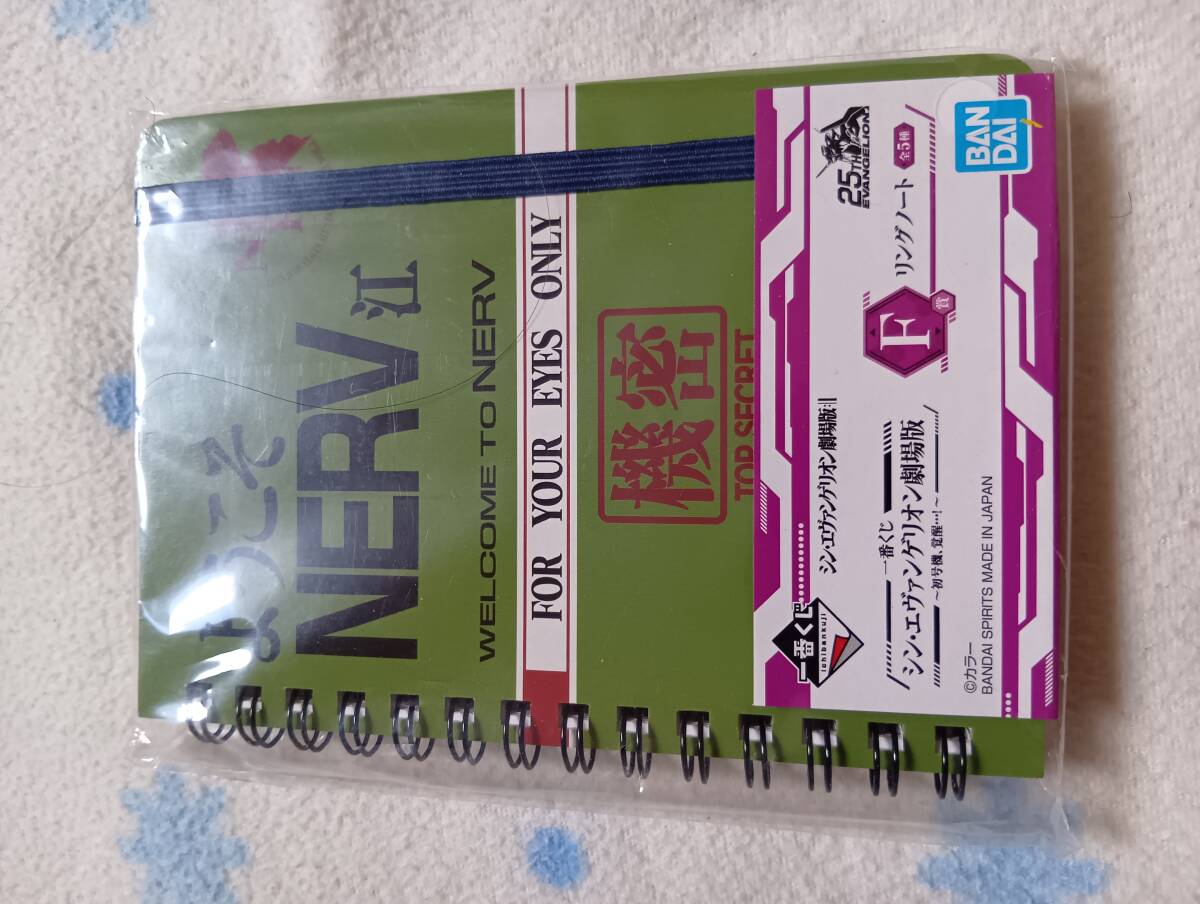 ようこそ
NERV江
WELCOME TO NERV
FOR YOUR EYES ONLY
機密
TOP SECRET
一番くじ
ichibankuji
シン・エヴァンゲリオン劇場版:||
25TH
EVANGELION
一番くじ
シン・エヴァンゲリオン劇場版
～初号機、覚醒…！～
F賞
リングノート 全5種
©カラー
BANDAI SPIRITS MADE IN JAPAN
BAN
DAI